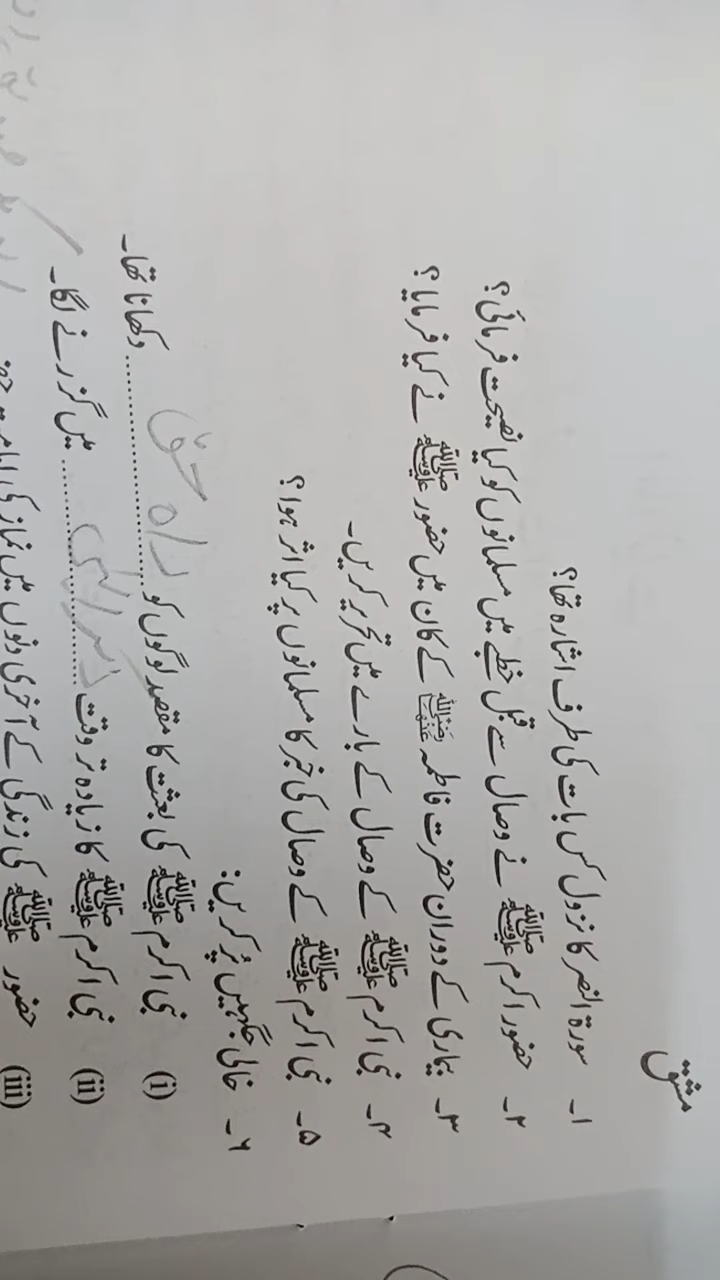 مشق
۱۔ سورۃ النصر کا نزول کس بات کی طرف اشارہ تھا؟
۲۔ حضور اکرم ﷺ نے وصال سے قبل خطبے میں مسلمانوں کو کیا نصیحت فرمائی؟
۳۔ بیماری کے دوران حضرت فاطمہ رضی اللہ عنہا کے کان میں حضور ﷺ نے کیا فرمایا؟
۴۔ نبی اکرم ﷺ کے وصال کے بارے میں تحریر کریں۔
۵۔ نبی اکرم ﷺ کے وصال کی خبر کا مسلمانوں پر کیا اثر ہوا؟
۶۔ خالی جگہیں پُر کریں:
(i) نبی اکرم ﷺ کی بعثت کا مقصد لوگوں کو راہ حق دکھانا تھا۔
(ii) نبی اکرم ﷺ کا زیادہ تر وقت ........ میں گزرنے لگا۔
(iii) حضور ﷺ کی زندگی کے آخری دنوں میں نماز کی امامت